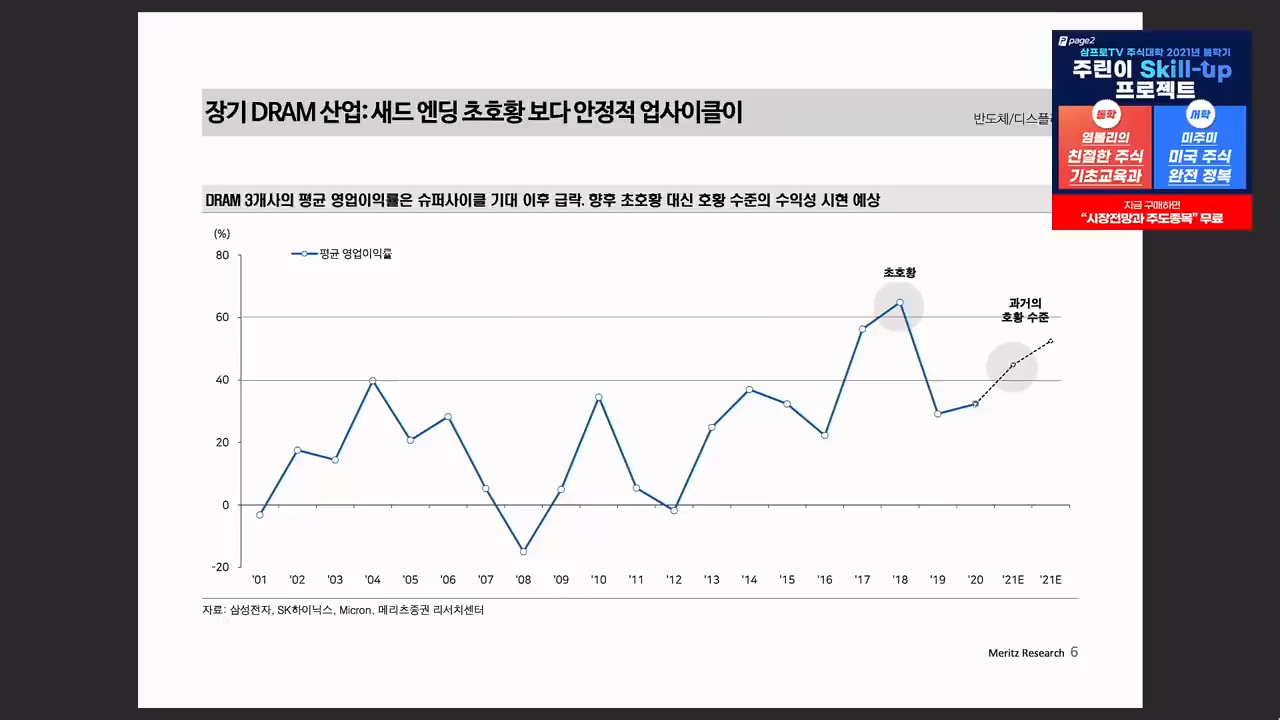 장기 DRAM 산업: 새드 엔딩 초호황 보다 안정적 업사이클이
반도체/디스플
page2
삼프로TV 주식대학 2021년 봄학기
주린이 Skill-up
프로젝트
동학
염블리의
친절한 주식
기초교육과
서학
미주미
미국 주식
완전 정복
지금 구매하면
“시장전망과 주도종목” 무료
DRAM 3개사의 평균 영업이익률은 슈퍼사이클 기대 이후 급락. 향후 초호황 대신 호황 수준의 수익성 시현 예상
(%)
80
60
40
20
0
-20
평균 영업이익률
초호황
과거의
호황 수준
'01 '02 '03 '04 '05 '06 '07 '08 '09 '10 '11 '12 '13 '14 '15 '16 '17 '18 '19 '20 '21E '21E
자료: 삼성전자, SK하이닉스, Micron, 메리츠증권 리서치센터
Meritz Research 6